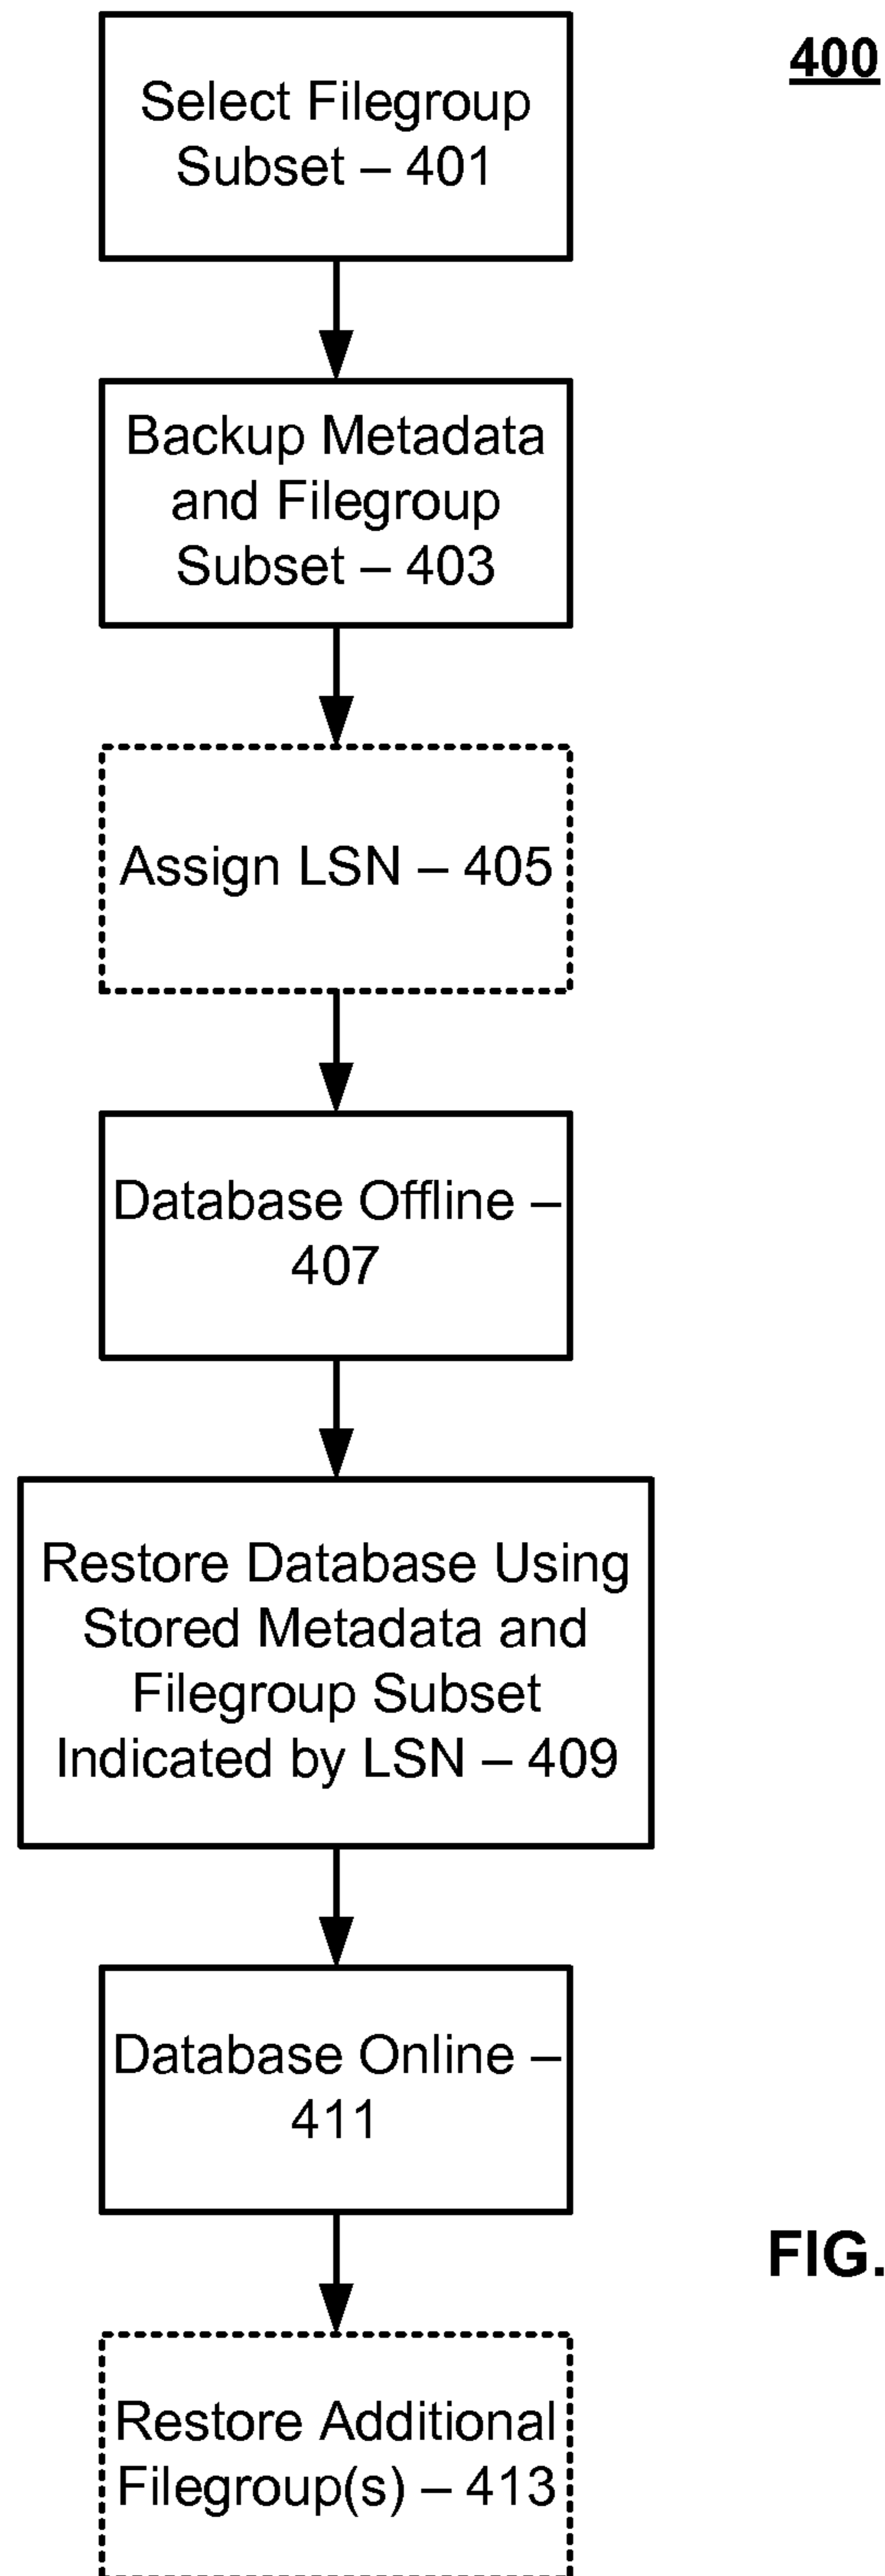 400
Select Filegroup
Subset – 401
Backup Metadata
and Filegroup
Subset – 403
Assign LSN – 405
Database Offline –
407
Restore Database Using
Stored Metadata and
Filegroup Subset
Indicated by LSN – 409
Database Online –
411
FIG.
Restore Additional
Filegroup(s) – 413